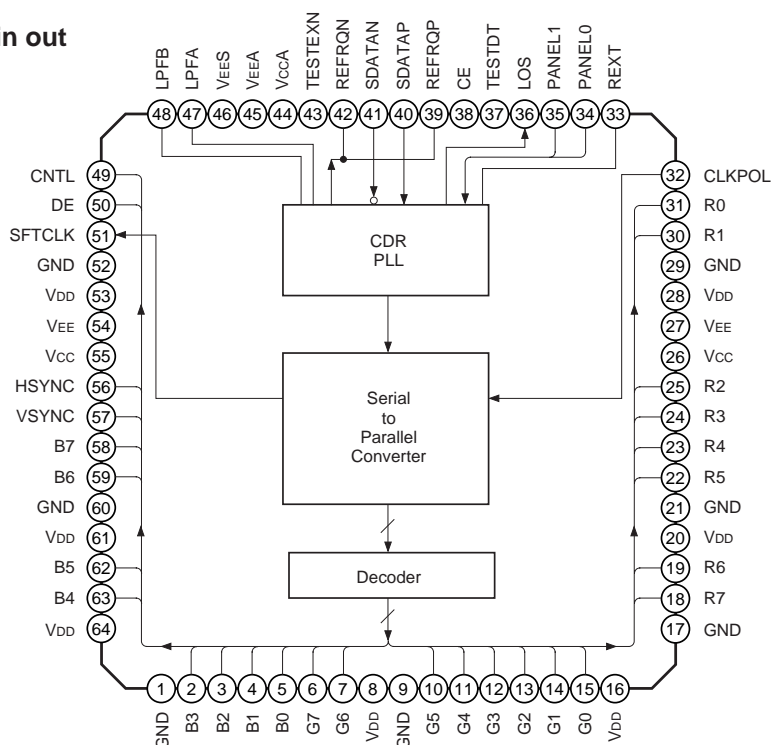 in out
LPFB
LPFA
VEES
VEEA
VCCA
TESTEXN
REFRQN
SDATAN
SDATAP
REFRQP
CE
TESTDT
LOS
PANEL1
PANEL0
REXT
48 47 46 45 44 43 42 41 40 39 38 37 36 35 34 33
CNTL 49
DE 50
SFTCLK 51
GND 52
VDD 53
VEE 54
VCC 55
HSYNC 56
VSYNC 57
B7 58
B6 59
GND 60
VDD 61
B5 62
B4 63
VDD 64
CDR
PLL
Serial
to
Parallel
Converter
Decoder
32 CLKPOL
31 R0
30 R1
29 GND
28 VDD
27 VEE
26 VCC
25 R2
24 R3
23 R4
22 R5
21 GND
20 VDD
19 R6
18 R7
17 GND
1 2 3 4 5 6 7 8 9 10 11 12 13 14 15 16
GND
B3
B2
B1
B0
G7
G6
VDD
GND
G5
G4
G3
G2
G1
G0
VDD